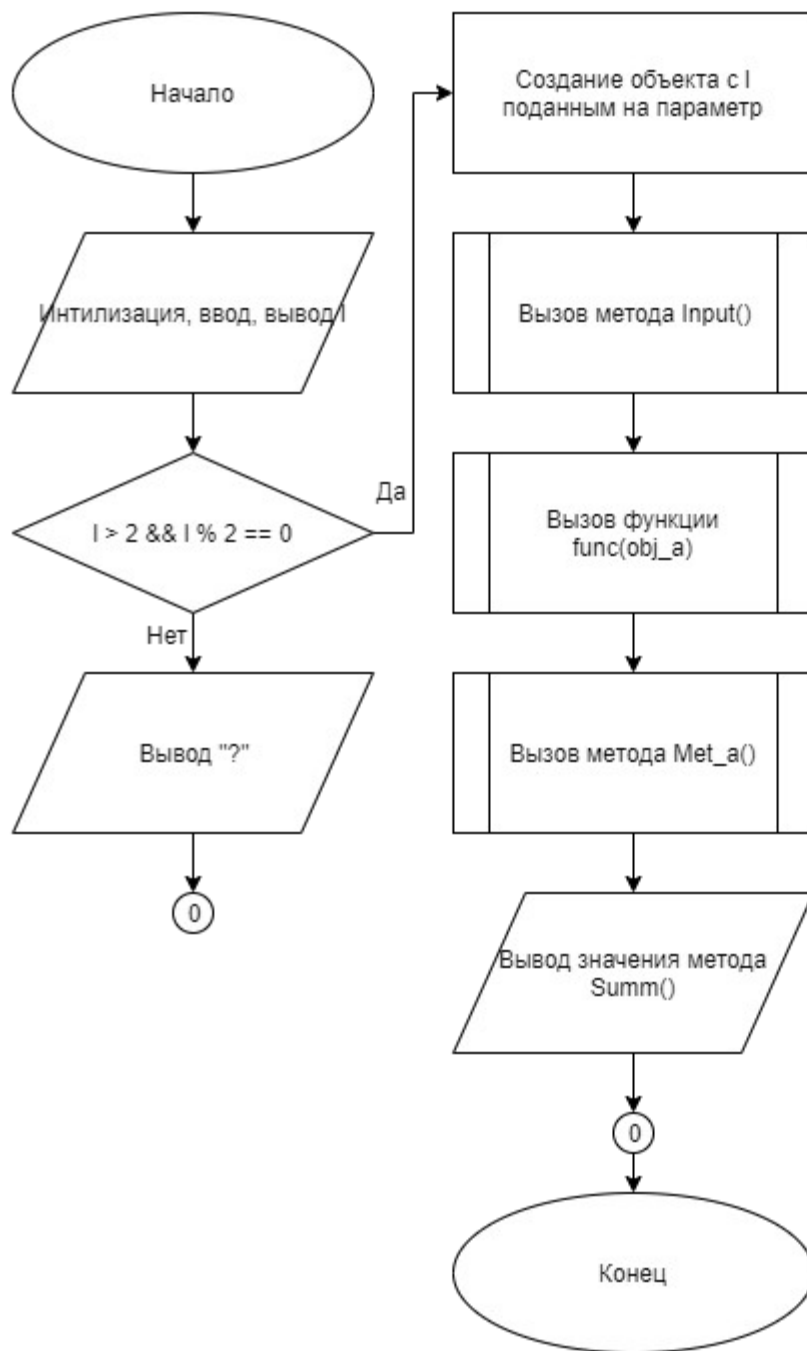 Начало
Интилизация, ввод, вывод l
l > 2 && l % 2 == 0
Да
Нет
Вывод "?"
0
Создание объекта с l
поданным на параметр
Вызов метода Input()
Вызов функции
func(obj_a)
Вызов метода Met_a()
Вывод значения метода
Summ()
0
Конец